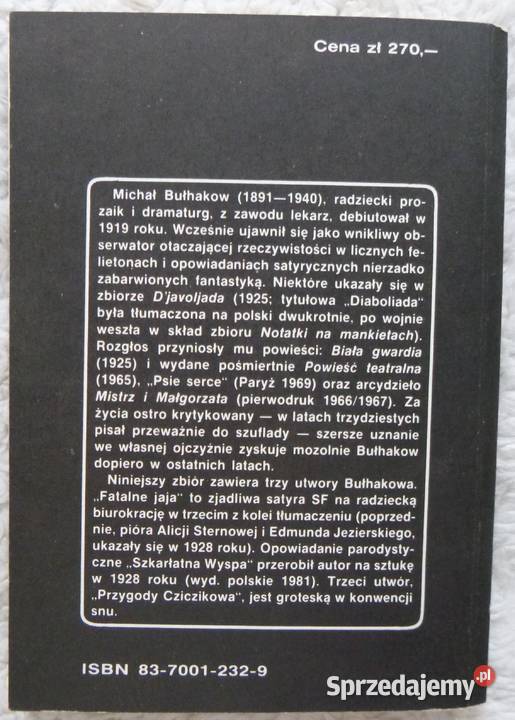 Cena zł 270,—
Michał Bułhakow (1891—1940), radziecki pro-
zaik i dramaturg, z zawodu lekarz, debiutował w
1919 roku. Wcześnie ujawnił się jako wnikliwy ob-
serwator otaczającej rzeczywistości w licznych fe-
lietonach i opowiadaniach satyrycznych nierzadko
zabarwionych fantastyką. Niektóre ukazały się w
zbiorze D'javoljada (1925; tytułowa „Diaboliada"
była tłumaczona na polski dwukrotnie, po wojnie
weszła w skład zbioru Notatki na mankietach).
Rozgłos przyniosły mu powieści: Biała gwardia
(1925) i wydane pośmiertnie Powieść teatralna
(1965), „Psie serce" (Paryż 1969) oraz arcydzieło
Mistrz i Małgorzata (pierwodruk 1966/1967). Za
życia ostro krytykowany — w latach trzydziestych
pisał przeważnie do szuflady — szersze uznanie
we własnej ojczyźnie zyskuje mozolnie Bułhakow
dopiero w ostatnich latach.
Niniejszy zbiór zawiera trzy utwory Bułhakowa.
„Fatalne jaja" to zjadliwa satyra SF na radziecką
biurokrację w trzecim z kolei tłumaczeniu (poprzed-
nie, pióra Alicji Sternowej i Edmunda Jezierskiego,
ukazały się w 1928 roku). Opowiadanie parodysty-
czne „Szkarłatna Wyspa" przerobił autor na sztukę
w 1928 roku (wyd. polskie 1981). Trzeci utwór,
„Przygody Cziczikowa", jest groteską w konwencji
snu.
ISBN 83-7001-232-9
Sprzedajemy.pl